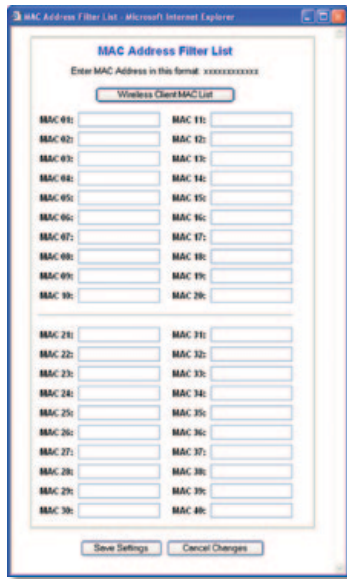 MAC Address Filter List - Microsoft Internet Explorer
MAC Address Filter List
Enter MAC Address in this format: xxxxxxxxxxxx
Wireless Client MAC List
MAC 01: MAC 11:
MAC 02: MAC 12:
MAC 03: MAC 13:
MAC 04: MAC 14:
MAC 05: MAC 15:
MAC 06: MAC 16:
MAC 07: MAC 17:
MAC 08: MAC 18:
MAC 09: MAC 19:
MAC 10: MAC 20:
MAC 21: MAC 31:
MAC 22: MAC 32:
MAC 23: MAC 33:
MAC 24: MAC 34:
MAC 25: MAC 35:
MAC 26: MAC 36:
MAC 27: MAC 37:
MAC 28: MAC 38:
MAC 29: MAC 39:
MAC 30: MAC 40:
Save Settings Cancel Changes